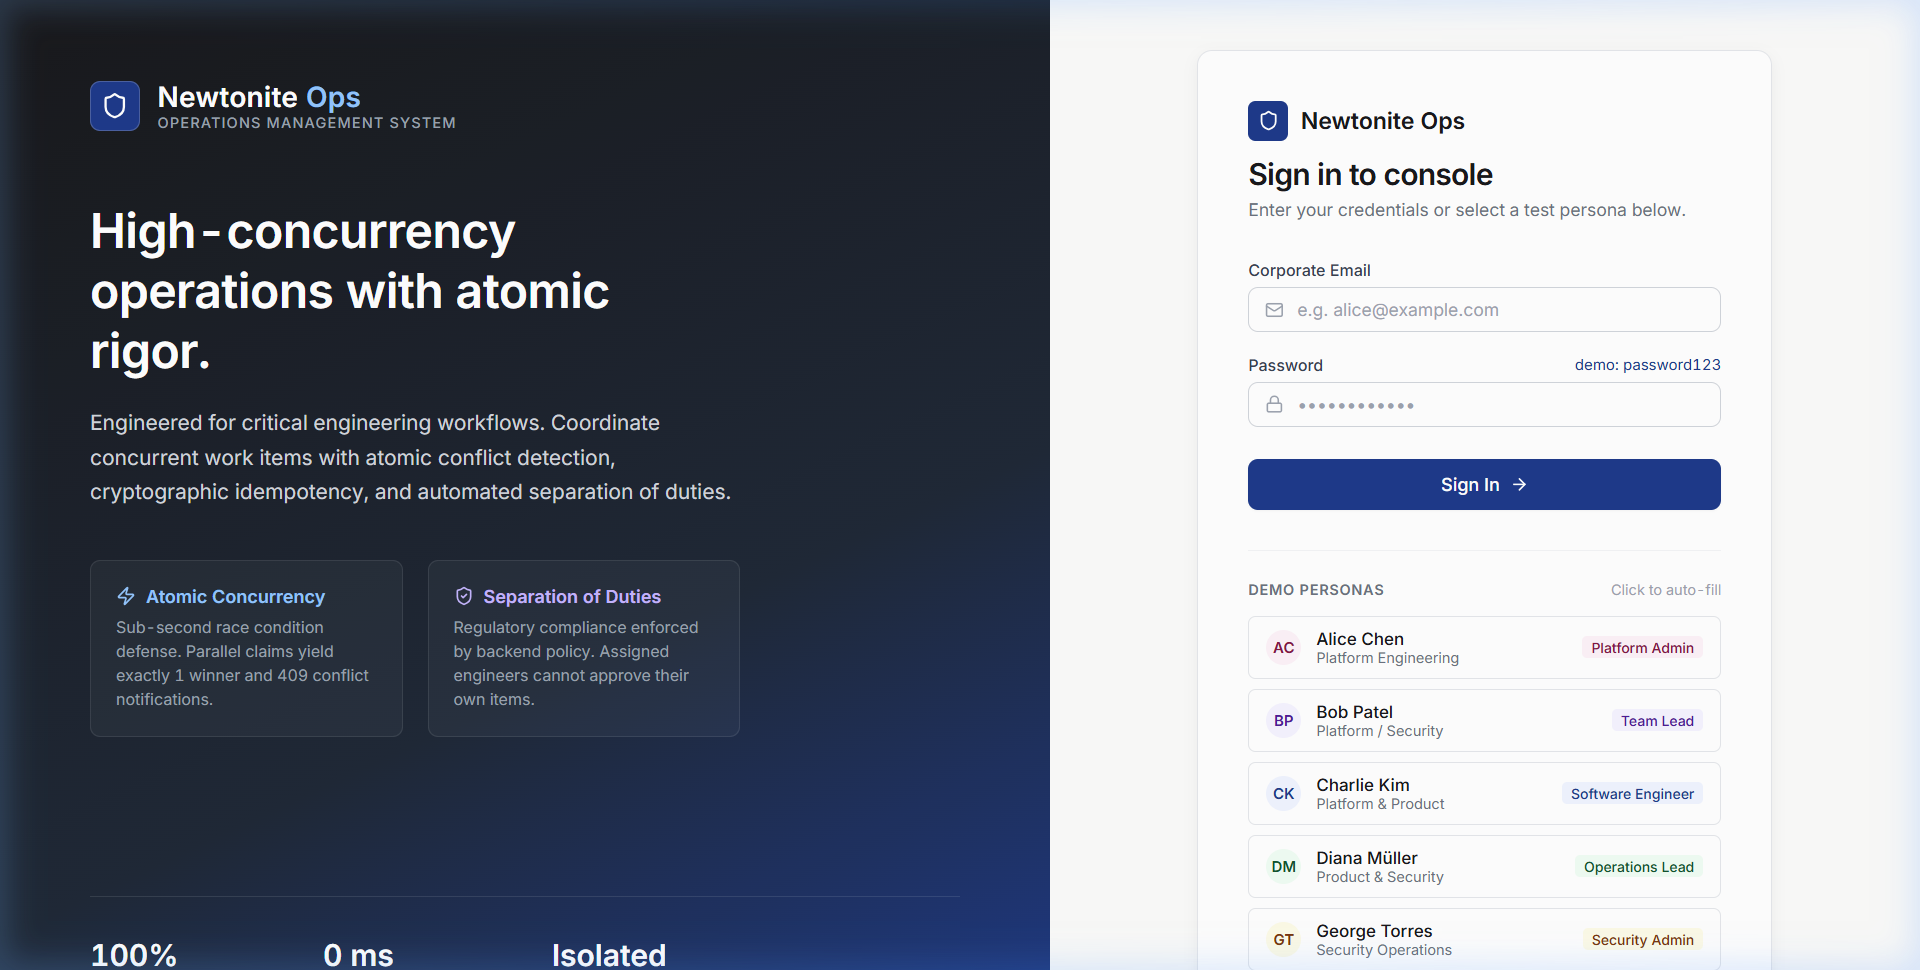 Newtonite Ops
OPERATIONS MANAGEMENT SYSTEM
High-concurrency
operations with atomic
rigor.
Engineered for critical engineering workflows. Coordinate
concurrent work items with atomic conflict detection,
cryptographic idempotency, and automated separation of duties.
Atomic Concurrency
Sub-second race condition
defense. Parallel claims yield
exactly 1 winner and 409 conflict
notifications.
Separation of Duties
Regulatory compliance enforced
by backend policy. Assigned
engineers cannot approve their
own items.
100%
0 ms
Isolated
Newtonite Ops
Sign in to console
Enter your credentials or select a test persona below.
Corporate Email
e.g. alice@example.com
Password
demo: password123
••••••••••••
Sign In →
DEMO PERSONAS
Click to auto-fill
AC
Alice Chen
Platform Engineering
Platform Admin
BP
Bob Patel
Platform / Security
Team Lead
CK
Charlie Kim
Platform & Product
Software Engineer
DM
Diana Müller
Product & Security
Operations Lead
GT
George Torres
Security Operations
Security Admin